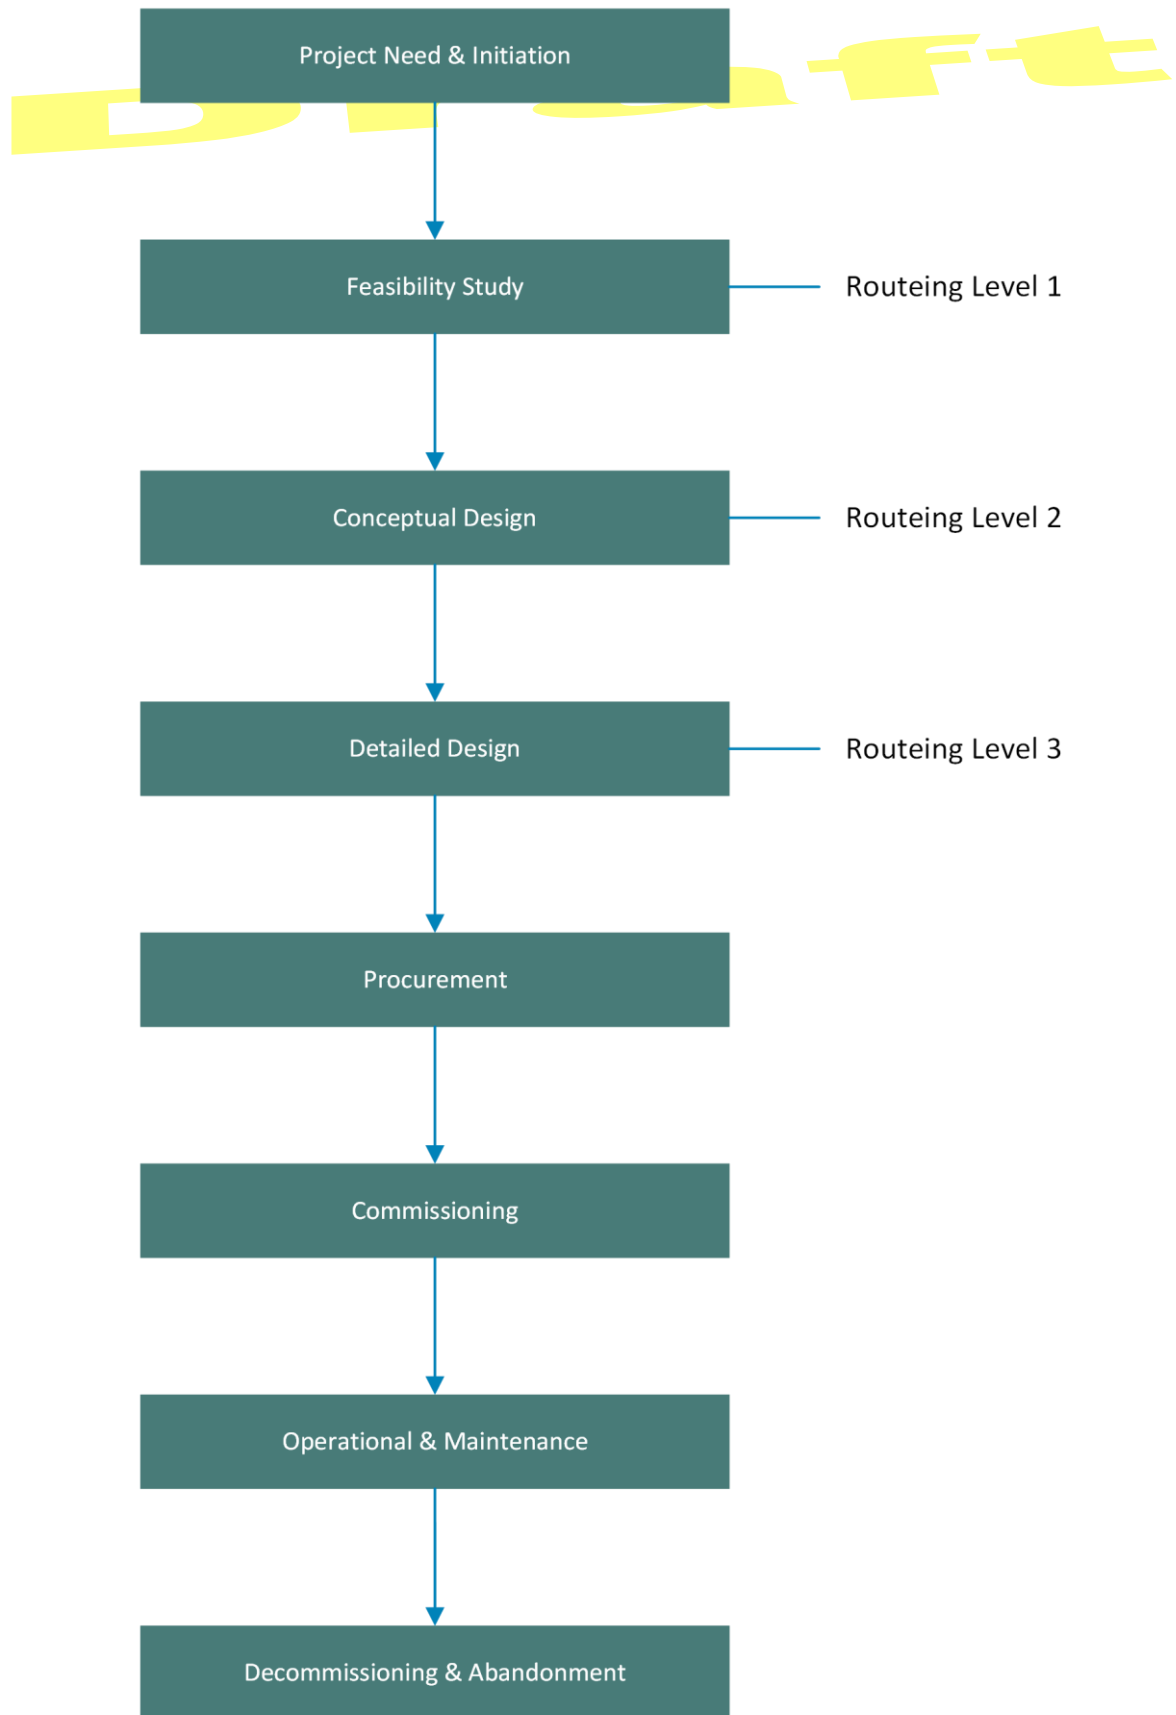 Project Need & Initiation
Draft
Feasibility Study
Routeing Level 1
Conceptual Design
Routeing Level 2
Detailed Design
Routeing Level 3
Procurement
Commissioning
Operational & Maintenance
Decommissioning & Abandonment